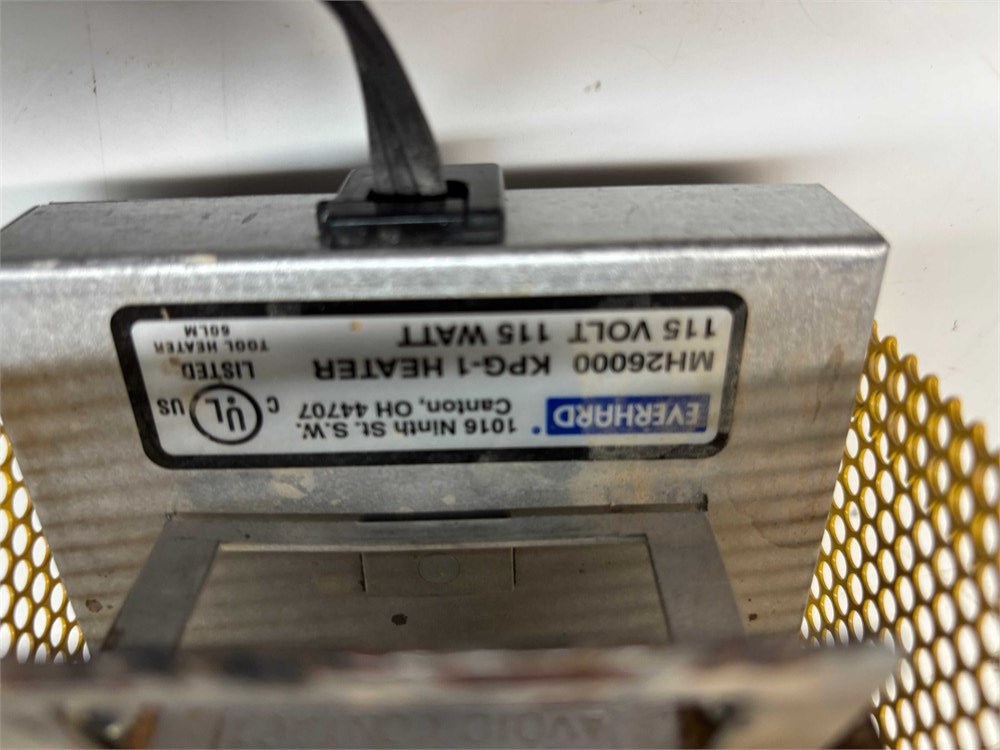 EVERHARD
1016 Ninth St. S.W.
Canton, OH 44707
C UL US
LISTED
TOOL HEATER
60LM
MH260000 KPG-1 HEATER
115 VOLT 115 WATT